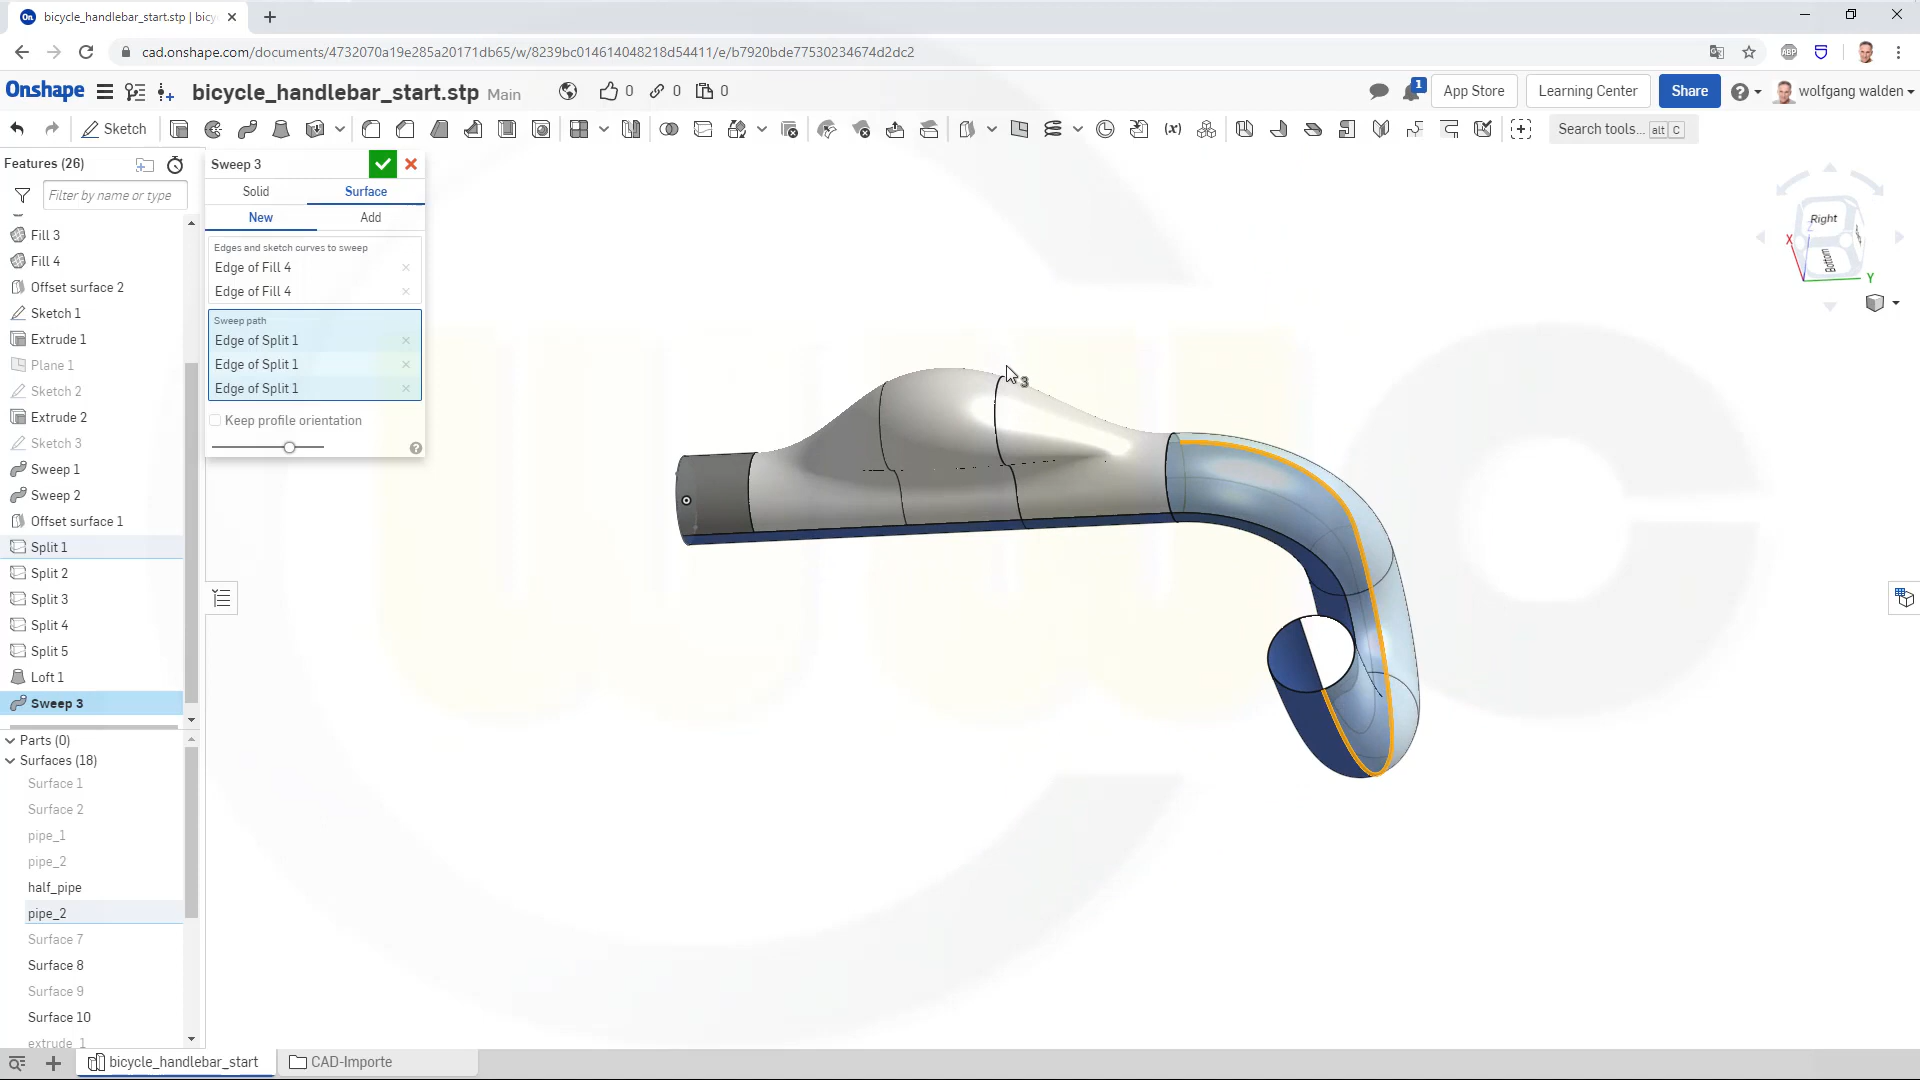 bicycle_handlebar_start.stp | bicy
cad.onshape.com/documents/4732070a19e285a20171db65/w/8239bc014614048218d54411/e/b7920bde77530234674d2dc2
ABP
Onshape
bicycle_handlebar_start.stp Main
0
0
0
1
App Store
Learning Center
Share
wolfgang walden
Sketch
Search tools... alt C
Features (26)
Filter by name or type
Fill 3
Fill 4
Offset surface 2
Sketch 1
Extrude 1
Plane 1
Sketch 2
Extrude 2
Sketch 3
Sweep 1
Sweep 2
Offset surface 1
Split 1
Split 2
Split 3
Split 4
Split 5
Loft 1
Sweep 3
Parts (0)
Surfaces (18)
Surface 1
Surface 2
pipe_1
pipe_2
half_pipe
pipe_2
Surface 7
Surface 8
Surface 9
Surface 10
extrude_1
Sweep 3
Solid
Surface
New
Add
Edges and sketch curves to sweep
Edge of Fill 4
Edge of Fill 4
Sweep path
Edge of Split 1
Edge of Split 1
Edge of Split 1
Keep profile orientation
3
Right
Bottom
X
Z
Y
bicycle_handlebar_start
CAD-Importe